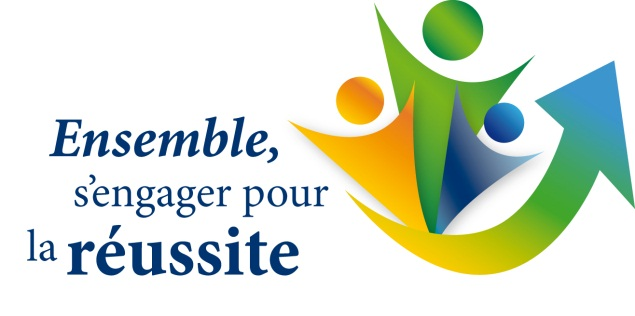 Ensemble,
s’engager pour
la réussite